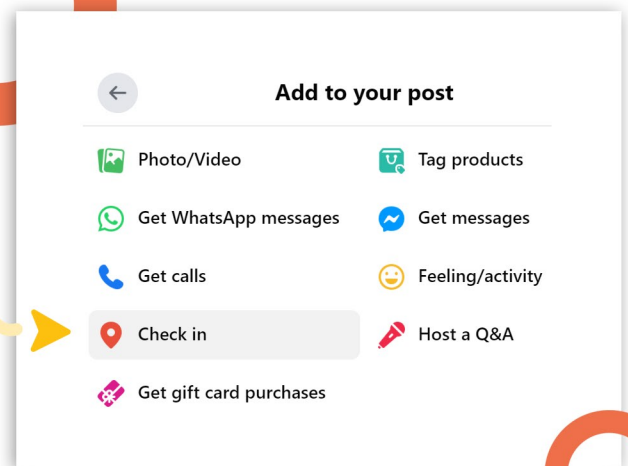 Add to your post
Photo/Video
Tag products
Get WhatsApp messages
Get messages
Get calls
Feeling/activity
Check in
Host a Q&A
Get gift card purchases